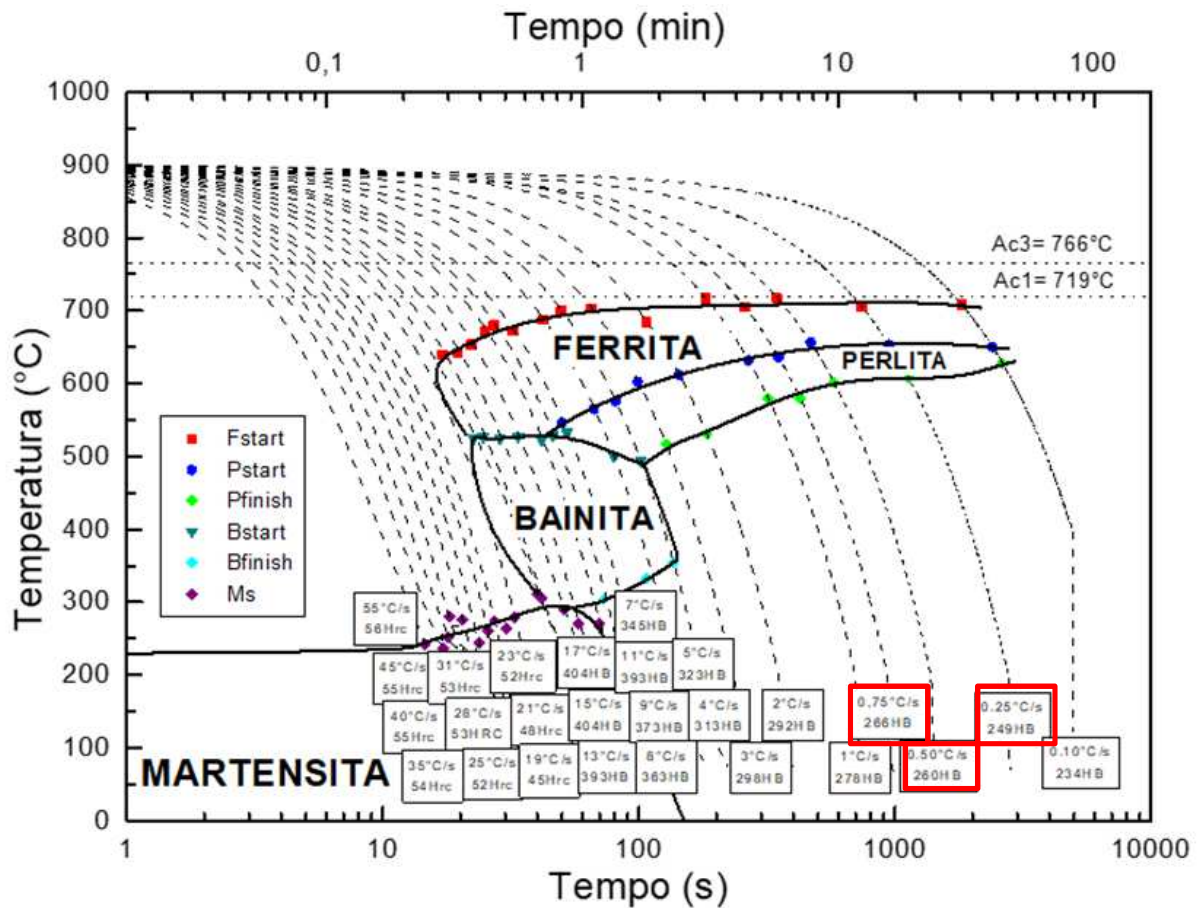 Tempo (min)
0,1 1 10 100
1000
900
800
700
600
500
400
300
200
100
0
Temperatura (°C)
Ac3= 766°C
Ac1= 719°C
FERRITA
PERLITA
BAINITA
MARTENSITA
Fstart
Pstart
Pfinish
Bstart
Bfinish
Ms
55°C/s
56Hrc
7°C/s
345HB
45°C/s
55Hrc
31°C/s
53Hrc
23°C/s
52Hrc
17°C/s
404HB
11°C/s
393HB
5°C/s
323HB
40°C/s
55Hrc
28°C/s
53HRC
21°C/s
48Hrc
15°C/s
404HB
9°C/s
373HB
4°C/s
313HB
2°C/s
292HB
0,75°C/s
266HB
0.25°C/s
249HB
35°C/s
54Hrc
25°C/s
52Hrc
19°C/s
45Hrc
13°C/s
393HB
8°C/s
363HB
3°C/s
298HB
1°C/s
278HB
0.50°C/s
260HB
0.10°C/s
234HB
1 10 100 1000 10000
Tempo (s)